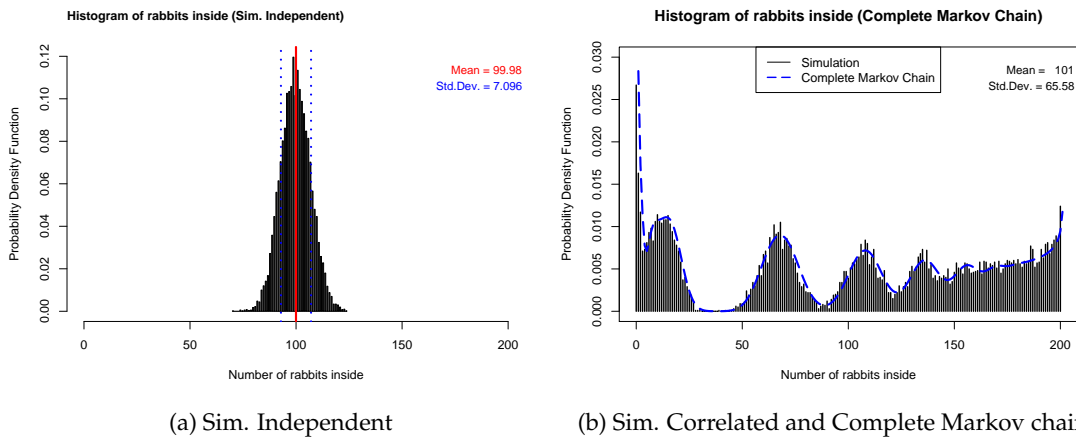 Histogram of rabbits inside (Sim. Independent)
Mean = 99.98
Std.Dev. = 7.096
Probability Density Function
0.00
0.02
0.04
0.06
0.08
0.10
0.12
0
50
100
150
200
Number of rabbits inside
(a) Sim. Independent
Histogram of rabbits inside (Complete Markov Chain)
Simulation
Complete Markov Chain
Mean = 101
Std.Dev. = 65.58
Probability Density Function
0.000
0.005
0.010
0.015
0.020
0.025
0.030
0
50
100
150
200
Number of rabbits inside
(b) Sim. Correlated and Complete Markov chain